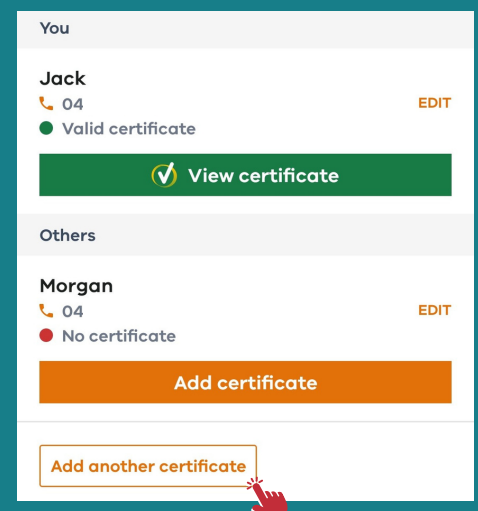 You
Jack
04
EDIT
Valid certificate
View certificate
Others
Morgan
04
EDIT
No certificate
Add certificate
Add another certificate